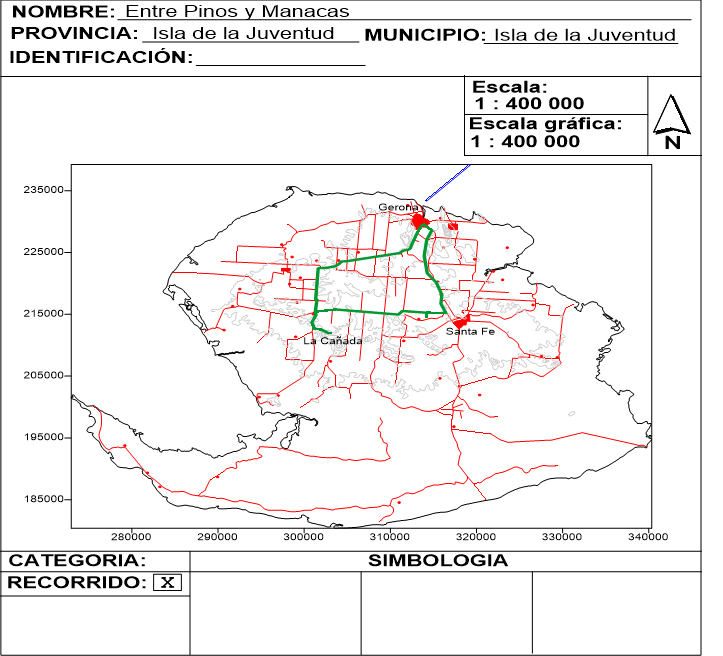 NOMBRE: Entre Pinos y Manacas
PROVINCIA: Isla de la Juventud MUNICIPIO: Isla de la Juventud
IDENTIFICACIÓN:
Escala:
1 : 400 000
Escala gráfica:
1 : 400 000
N
235000
Gerona
225000
215000
Santa Fe
La Cañada
205000
195000
185000
280000 290000 300000 310000 320000 330000 340000
CATEGORIA: SIMBOLOGIA
RECORRIDO: X